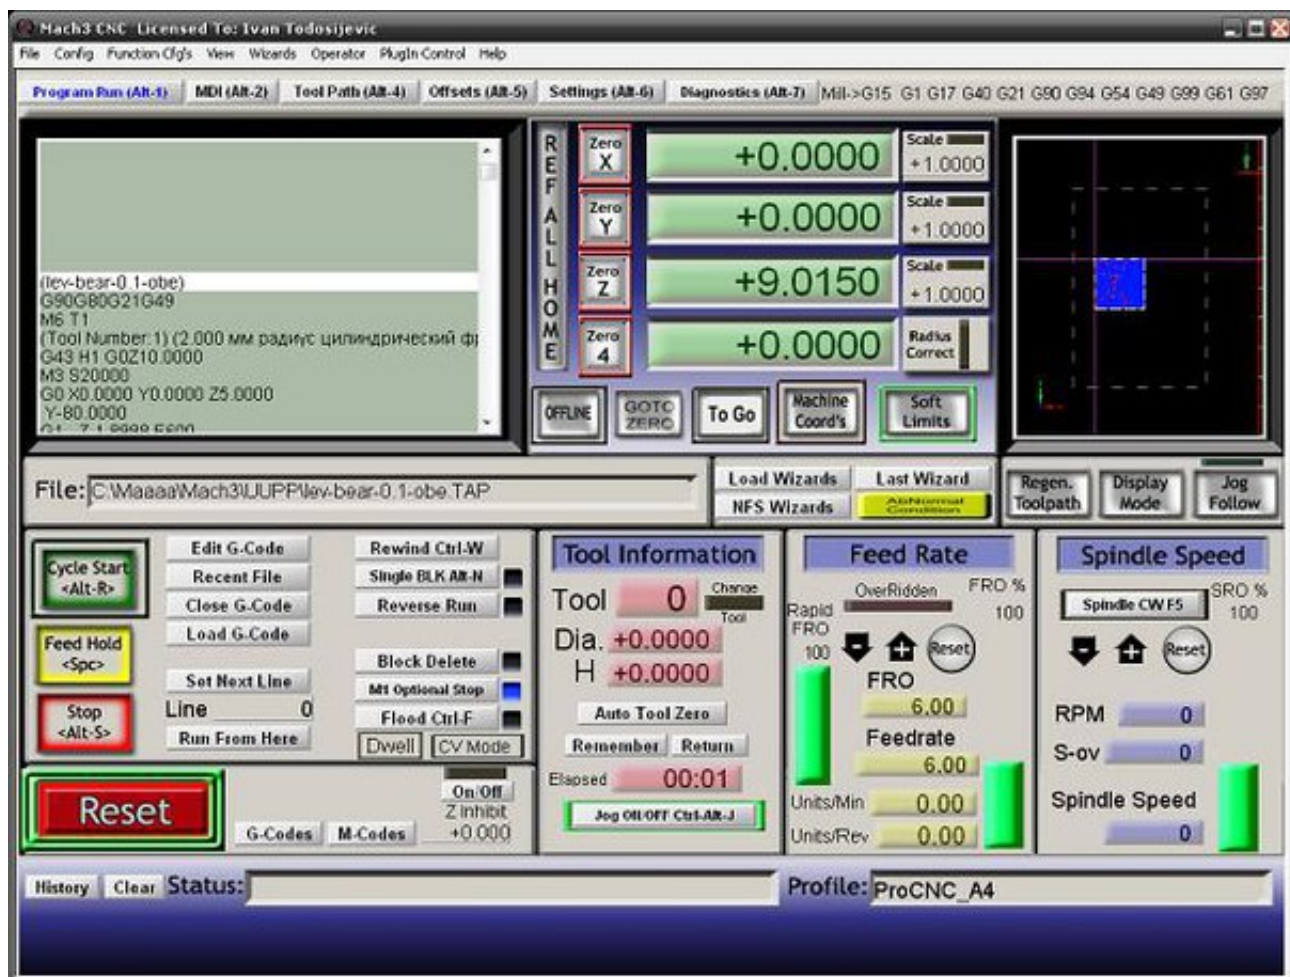 Mach3 CNC Licensed To: Ivan Todosijevic
File Config Function Cfg's View Wizards Operator PlugIn Control Help
Program Run (Alt-1) MDI (Alt-2) Tool Path (Alt-4) Offsets (Alt-5) Settings (Alt-6) Diagnostics (Alt-7) Mill->G15 G1 G17 G40 G21 G90 G94 G54 G49 G99 G61 G97
(lev-bear-0.1-obe)
G90G80G21G49
M6 T1
(Tool Number:1) (2.000 мм радиус цилиндрический фр
G43 H1 G0Z10.0000
M3 S20000
G0 X0.0000 Y0.0000 Z5.0000
Y-80.0000
G1 Z-1.8988 F600
REF ALL HOME
Zero X +0.0000 Scale +1.0000
Zero Y +0.0000 Scale +1.0000
Zero Z +9.0150 Scale +1.0000
Zero 4 +0.0000 Radius Correct
OFFLINE GOTO ZERO To Go Machine Coord's Soft Limits
File: C:\Maaaa\Mach3\UUPP\lev-bear-0.1-obe.TAP
Load Wizards Last Wizard
NFS Wizards AbNormal Condition
Regen. Toolpath Display Mode Jog Follow
Cycle Start <Alt-R>
Feed Hold <Spc>
Stop <Alt-S>
Edit G-Code
Recent File
Close G-Code
Load G-Code
Set Next Line
Line 0
Run From Here
Rewind Ctrl-W
Single BLK Alt-N
Reverse Run
Block Delete
M1 Optional Stop
Flood Ctrl-F
Dwell CV Mode
Reset
G-Codes M-Codes
On/Off
Z Inhibit
+0.000
Tool Information
Tool 0 Change Tool
Dia. +0.0000
H +0.0000
Auto Tool Zero
Remember Return
Elapsed 00:01
Jog ON/OFF Ctrl-Alt-J
Feed Rate
OverRidden FRO %
100
Rapid FRO
100
Reset
FRO
6.00
Feedrate
6.00
Units/Min 0.00
Units/Rev 0.00
Spindle Speed
Spindle CW F5
SRO %
100
Reset
RPM 0
S-ov 0
Spindle Speed
0
History Clear Status:
Profile: ProCNC_A4